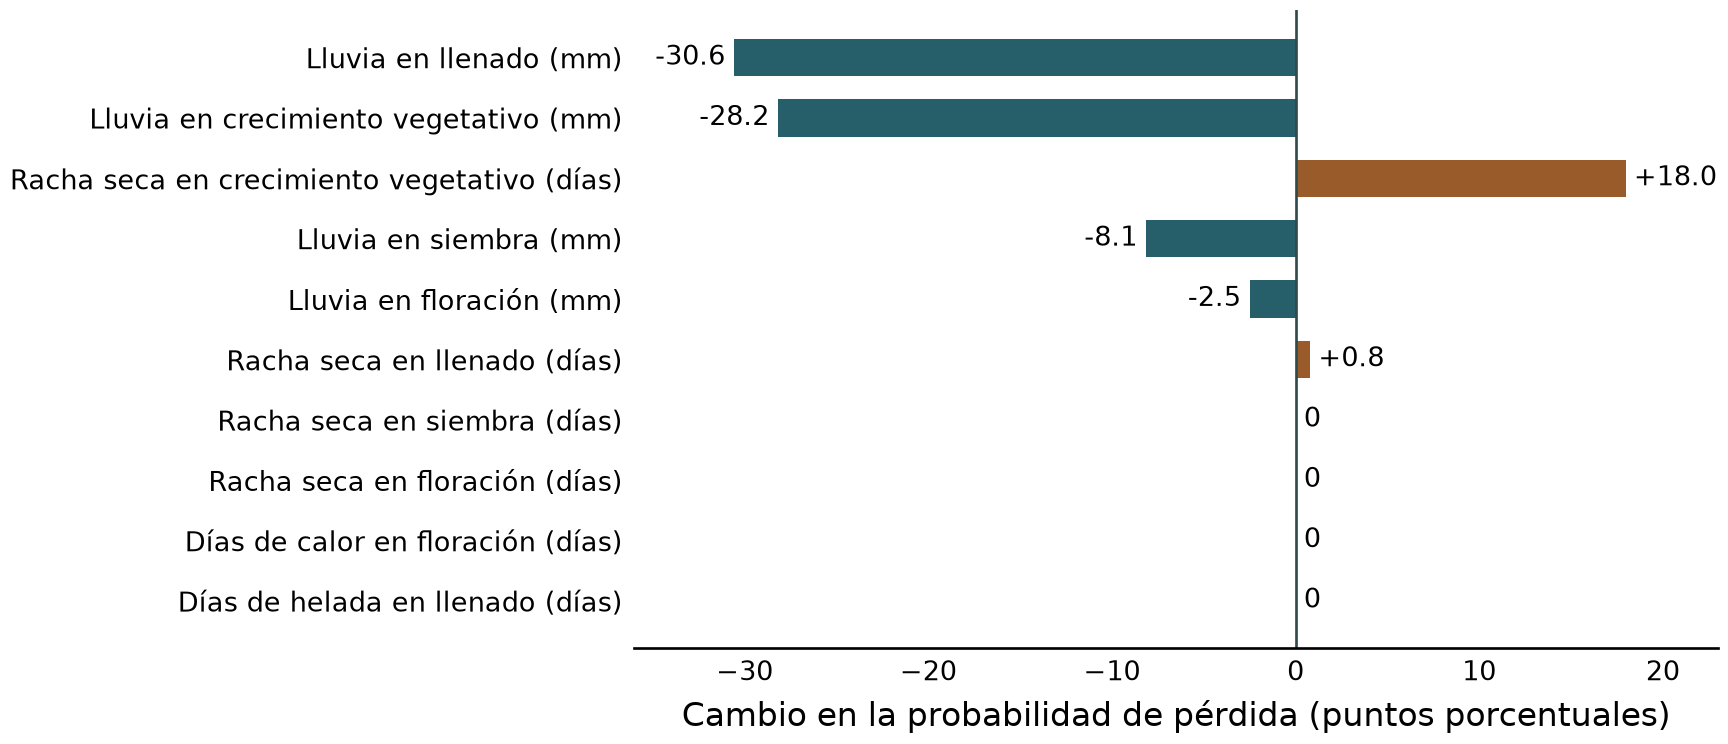 Lluvia en llenado (mm) -30.6
Lluvia en crecimiento vegetativo (mm) -28.2
Racha seca en crecimiento vegetativo (días) +18.0
Lluvia en siembra (mm) -8.1
Lluvia en floración (mm) -2.5
Racha seca en llenado (días) +0.8
Racha seca en siembra (días) 0
Racha seca en floración (días) 0
Días de calor en floración (días) 0
Días de helada en llenado (días) 0
−30 −20 −10 0 10 20
Cambio en la probabilidad de pérdida (puntos porcentuales)